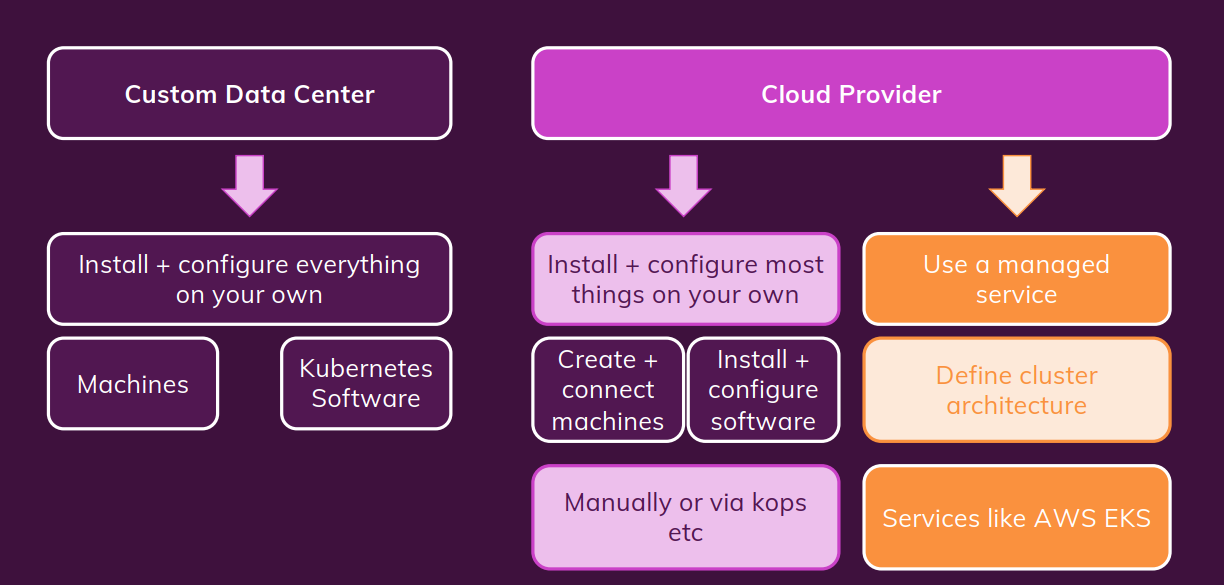 Custom Data Center
Cloud Provider
Install + configure everything
on your own
Install + configure most
things on your own
Use a managed
service
Machines
Kubernetes
Software
Create +
connect
machines
Install +
configure
software
Define cluster
architecture
Manually or via kops
etc
Services like AWS EKS